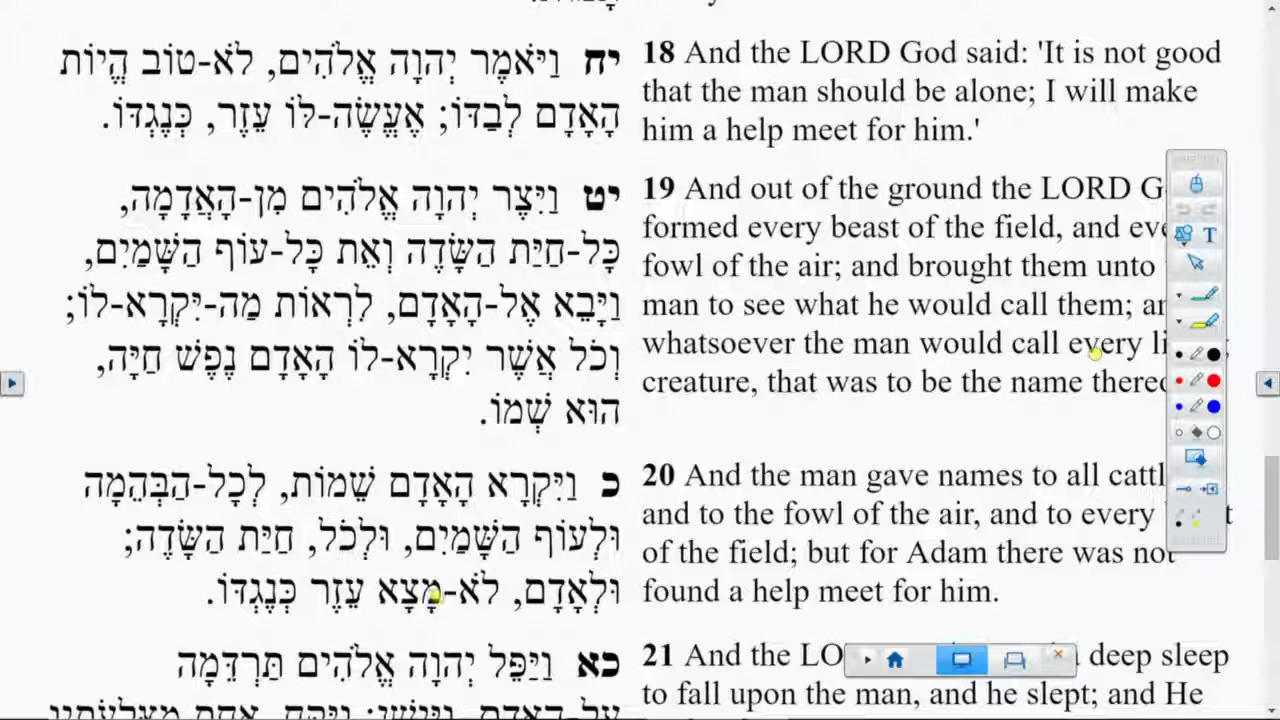 יח וַיֹּאמֶר יְהוָה אֱלֹהִים, לֹא-טוֹב הֱיוֹת
הָאָדָם לְבַדּוֹ; אֶעֱשֶׂה-לּוֹ עֵזֶר, כְּנֶגְדּוֹ.
18 And the LORD God said: 'It is not good
that the man should be alone; I will make
him a help meet for him.'
יט וַיִּצֶר יְהוָה אֱלֹהִים מִן-הָאֲדָמָה,
כָּל-חַיַּת הַשָּׂדֶה וְאֵת כָּל-עוֹף הַשָּׁמַיִם,
וַיָּבֵא אֶל-הָאָדָם, לִרְאוֹת מַה-יִּקְרָא-לוֹ;
וְכֹל אֲשֶׁר יִקְרָא-לוֹ הָאָדָם נֶפֶשׁ חַיָּה,
הוּא שְׁמוֹ.
19 And out of the ground the LORD
formed every beast of the field, and
fowl of the air; and brought them unto
man to see what he would call them;
whatsoever the man would call every
creature, that was to be the name
כ וַיִּקְרָא הָאָדָם שֵׁמוֹת, לְכָל-הַבְּהֵמָה
וּלְעוֹף הַשָּׁמַיִם, וּלְכֹל, חַיַּת הַשָּׂדֶה;
וּלְאָדָם, לֹא-מָצָא עֵזֶר כְּנֶגְדּוֹ.
20 And the man gave names to all
and to the fowl of the air, and to every
of the field; but for Adam there was not
found a help meet for him.
כא וַיַּפֵּל יְהוָה אֱלֹהִים תַּרְדֵּמָה
21 And the deep sleep
to fall upon the man, and he slept; and He
T